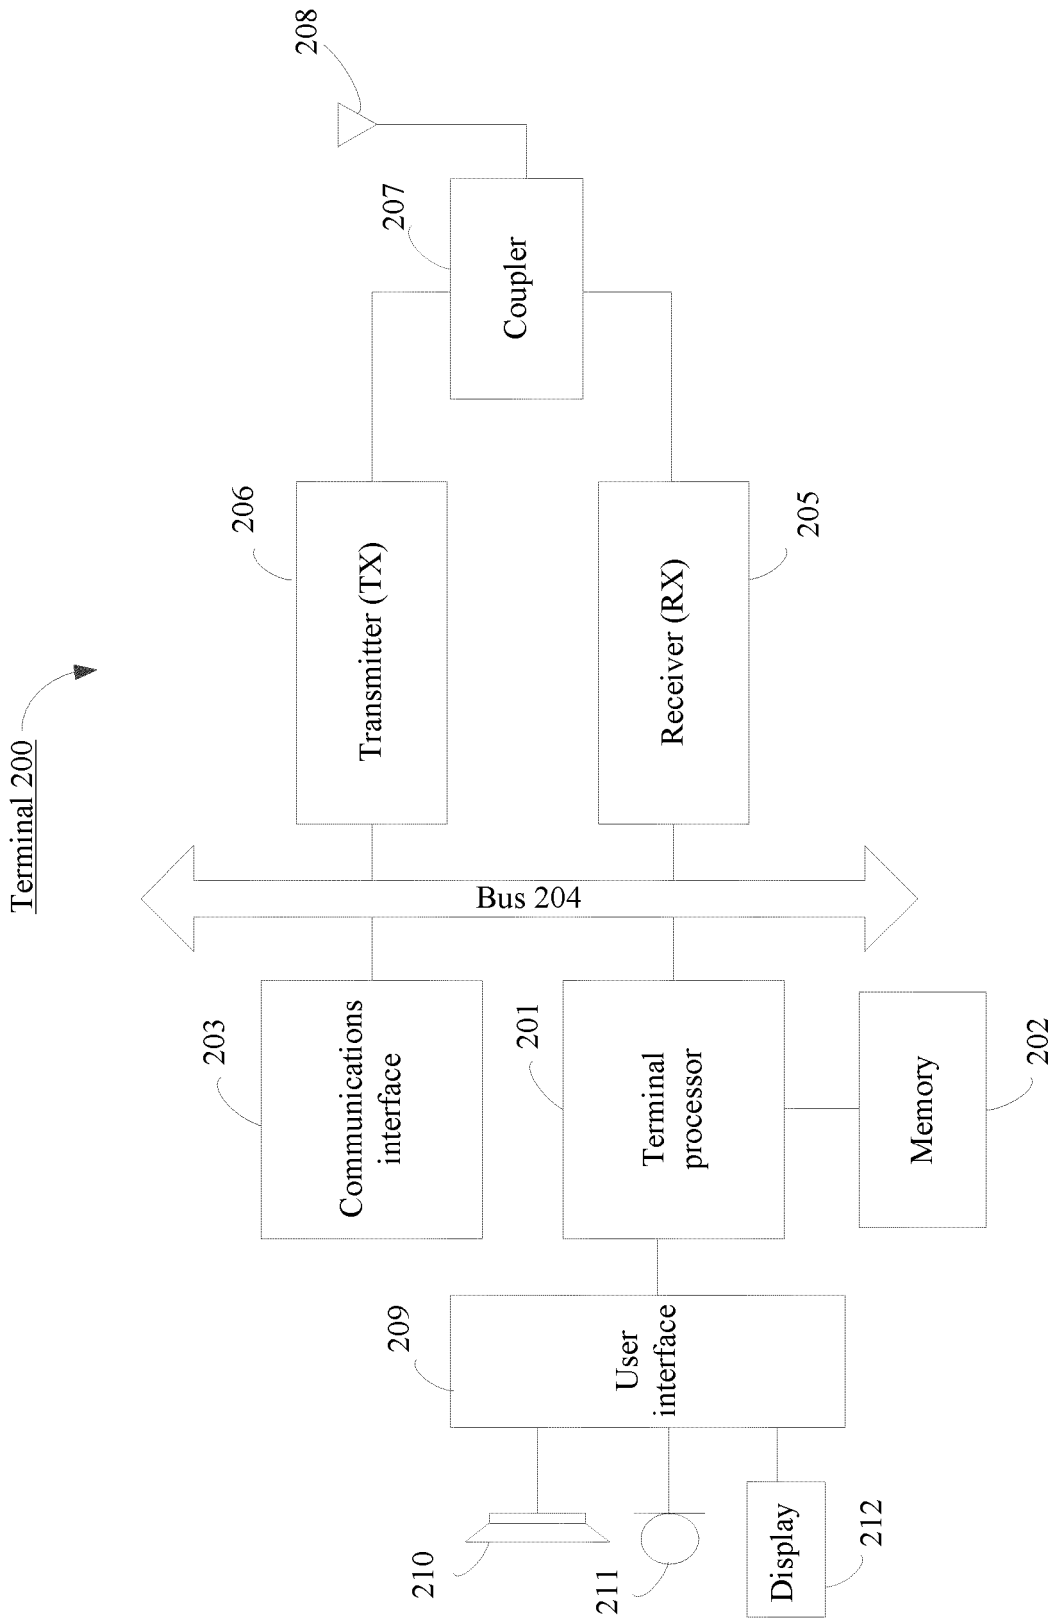 Terminal 200
208
207
Coupler
206
Transmitter (TX)
Receiver (RX)
205
Bus 204
203
Communications
interface
201
Terminal
processor
Memory
202
209
User
interface
210
211
Display
212